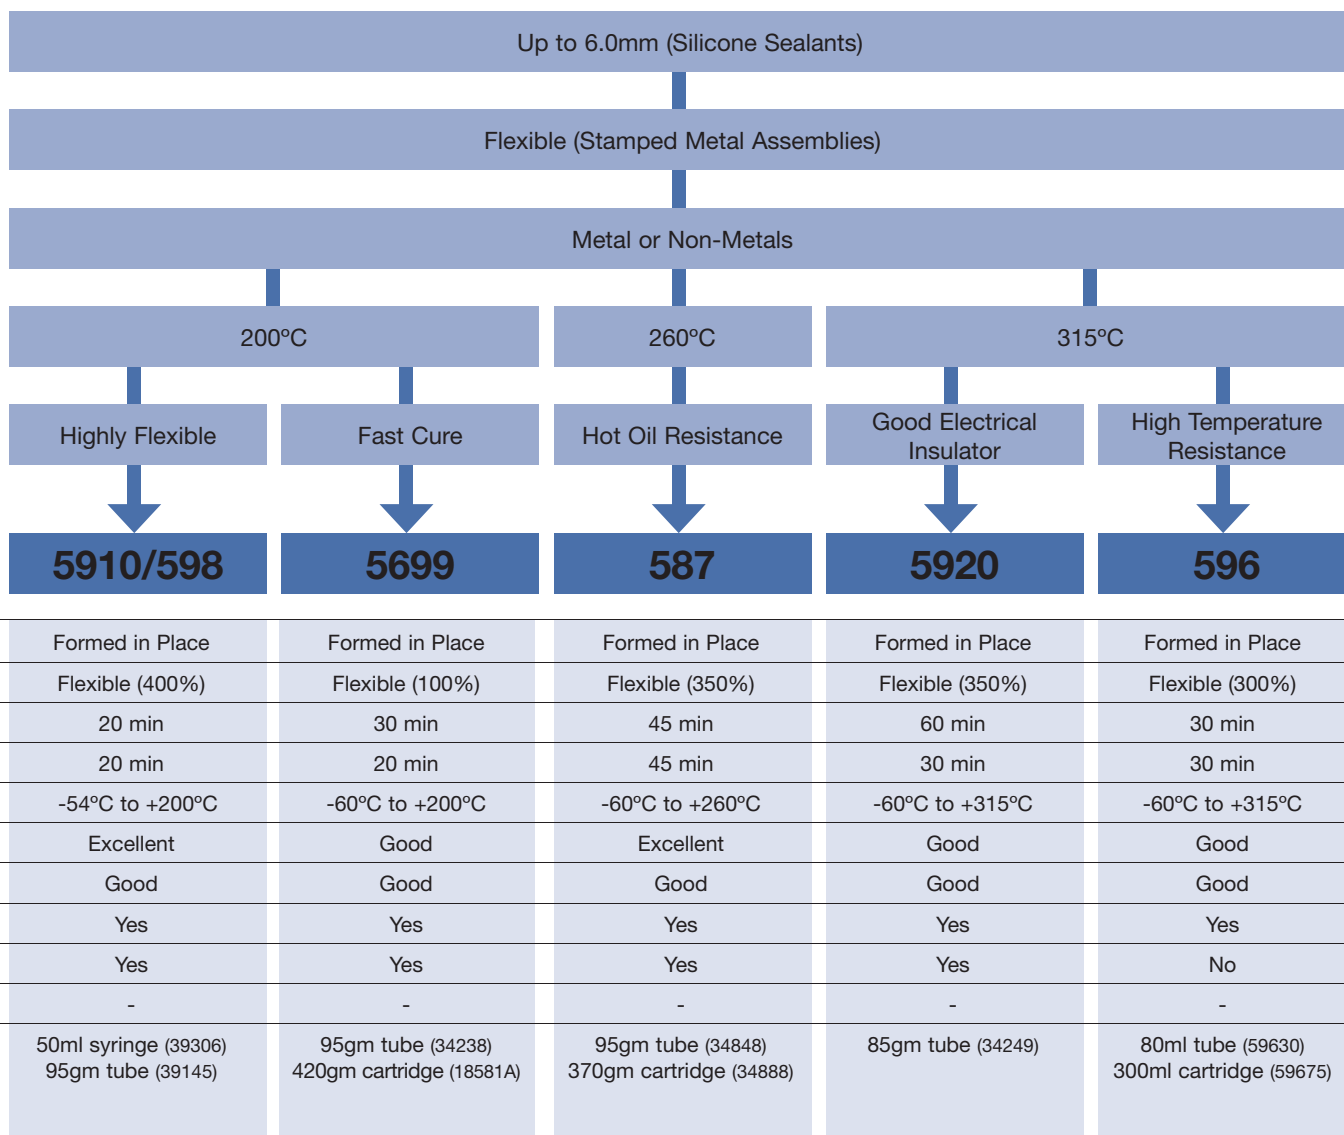 Up to 6.0mm (Silicone Sealants)
Flexible (Stamped Metal Assemblies)
Metal or Non-Metals
200ºC
260ºC
315ºC
Highly Flexible
Fast Cure
Hot Oil Resistance
Good Electrical
Insulator
High Temperature
Resistance
5910/598
5699
587
5920
596
Formed in Place
Formed in Place
Formed in Place
Formed in Place
Formed in Place
Flexible (400%)
Flexible (100%)
Flexible (350%)
Flexible (350%)
Flexible (300%)
20 min
30 min
45 min
60 min
30 min
20 min
20 min
45 min
30 min
30 min
-54ºC to +200ºC
-60ºC to +200ºC
-60ºC to +260ºC
-60ºC to +315ºC
-60ºC to +315ºC
Excellent
Good
Excellent
Good
Good
Good
Good
Good
Good
Good
Yes
Yes
Yes
Yes
Yes
Yes
Yes
Yes
Yes
No
-
-
-
-
-
50ml syringe (39306)
95gm tube (39145)
95gm tube (34238)
420gm cartridge (18581A)
95gm tube (34848)
370gm cartridge (34888)
85gm tube (34249)
80ml tube (59630)
300ml cartridge (59675)